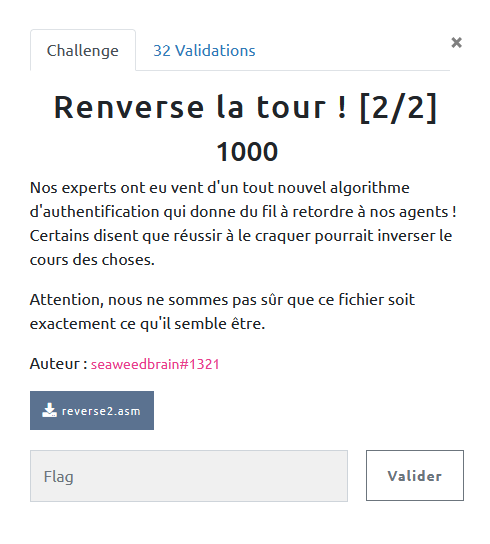 Challenge
32 Validations
×
Renverse la tour ! [2/2]
1000
Nos experts ont eu vent d'un tout nouvel algorithme
d'authentification qui donne du fil à retordre à nos agents !
Certains disent que réussir à le craquer pourrait inverser le
cours des choses.
Attention, nous ne sommes pas sûr que ce fichier soit
exactement ce qu'il semble être.
Auteur : seaweedbrain#1321
reverse2.asm
Flag
Valider